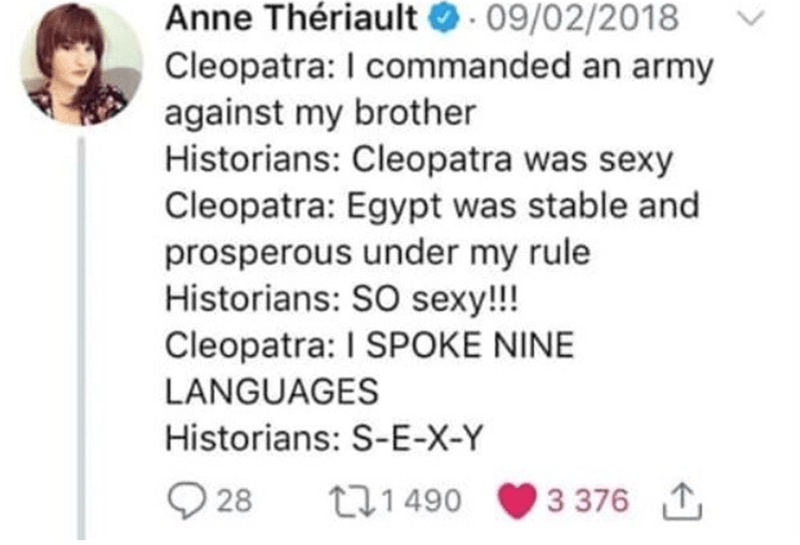 Anne Thériault · 09/02/2018
Cleopatra: I commanded an army
against my brother
Historians: Cleopatra was sexy
Cleopatra: Egypt was stable and
prosperous under my rule
Historians: SO sexy!!!
Cleopatra: I SPOKE NINE
LANGUAGES
Historians: S-E-X-Y
28 1 490 3 376